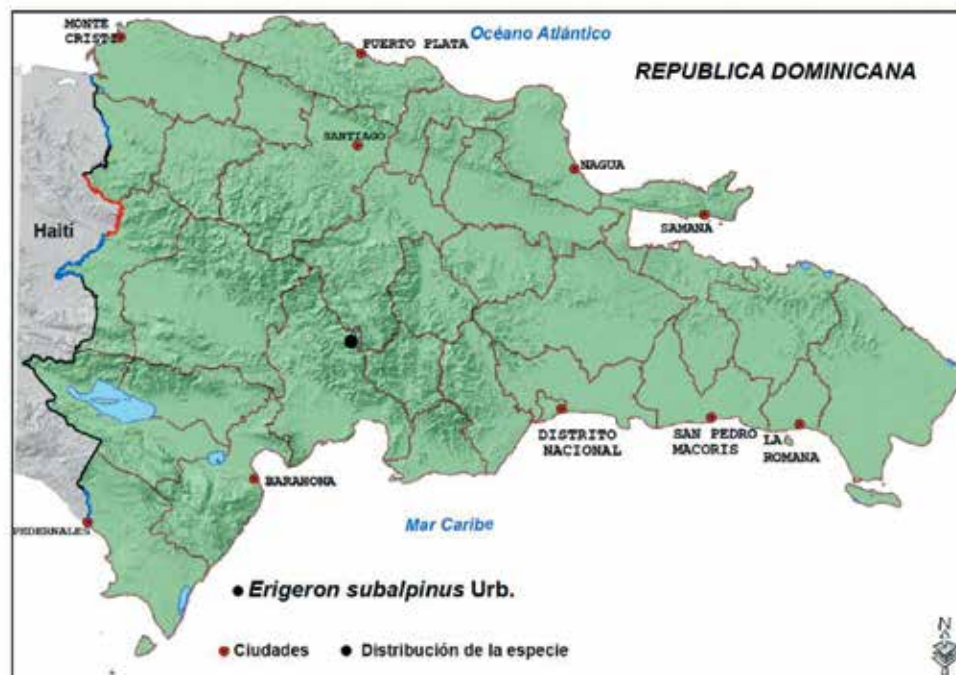 MONTE
CRISTI
PUERTO PLATA
Océano Atlántico
REPUBLICA DOMINICANA
SANTIAGO
NAGUA
SAMANA
Haití
DISTRITO
NACIONAL
SAN PEDRO
MACORIS
LA
ROMANA
BARAHONA
PEDERNALES
Mar Caribe
Erigeron subalpinus Urb.
Ciudades
Distribución de la especie
N